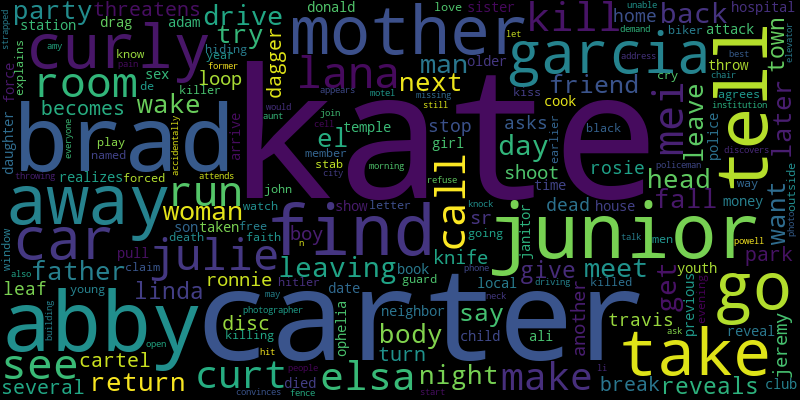 party threatens drag donald love sister kill back home hospital
station adam drive mother unable
strapped explains curly try garcia biker attack
know hiding year dagger man older town throw
amy force room killer sex loop lana next friend kiss cook cry address best elevator
becomes wake de appears motel would aunt missing still mei leave later tell chair institution
daughter brad kate asks black police
everyone play named accidentally arrive join cell temple stop day earlier agrees discovers
realizes forced member stab el girl rosie shoot head policeman
throwing attends john city morning refuse time want way outside
away run woman watch show letter find call knock dead house fall money photo
window car son taken free faith boy sr going junior powell
death julie n talk men janitor
also father claim pull hitler book phone knife give meet get youth evening
leaf young linda ronnie leaving guard date local driving killed another park go
abby carter may neck reveal
building open disc killing photographer ophelia neighbor body say child ali travis previous jeremy
see cartel hit turn li ask take
several return curt died convinces people fence elsa start night make break reveals club let demand